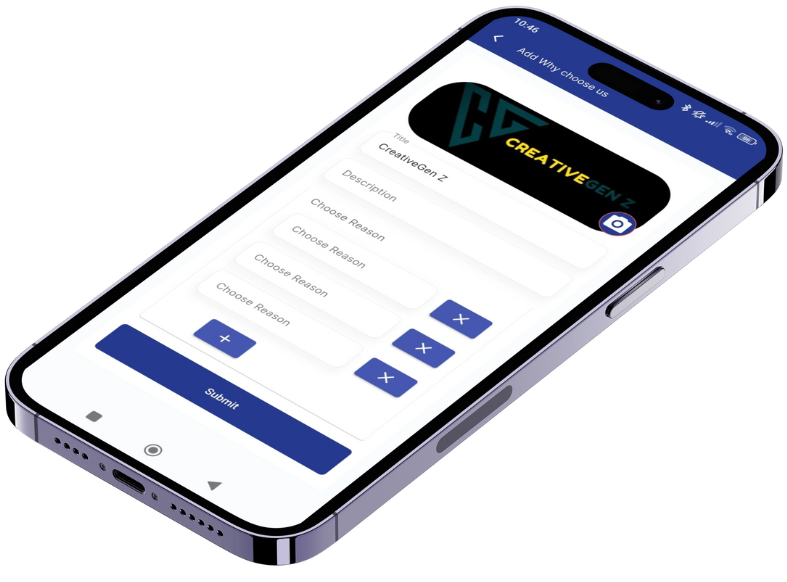 10:46
Add Why choose us
CG
CREATIVEGEN Z
Title
CreativeGen Z
Description
Choose Reason
Choose Reason
Choose Reason
Choose Reason
Submit